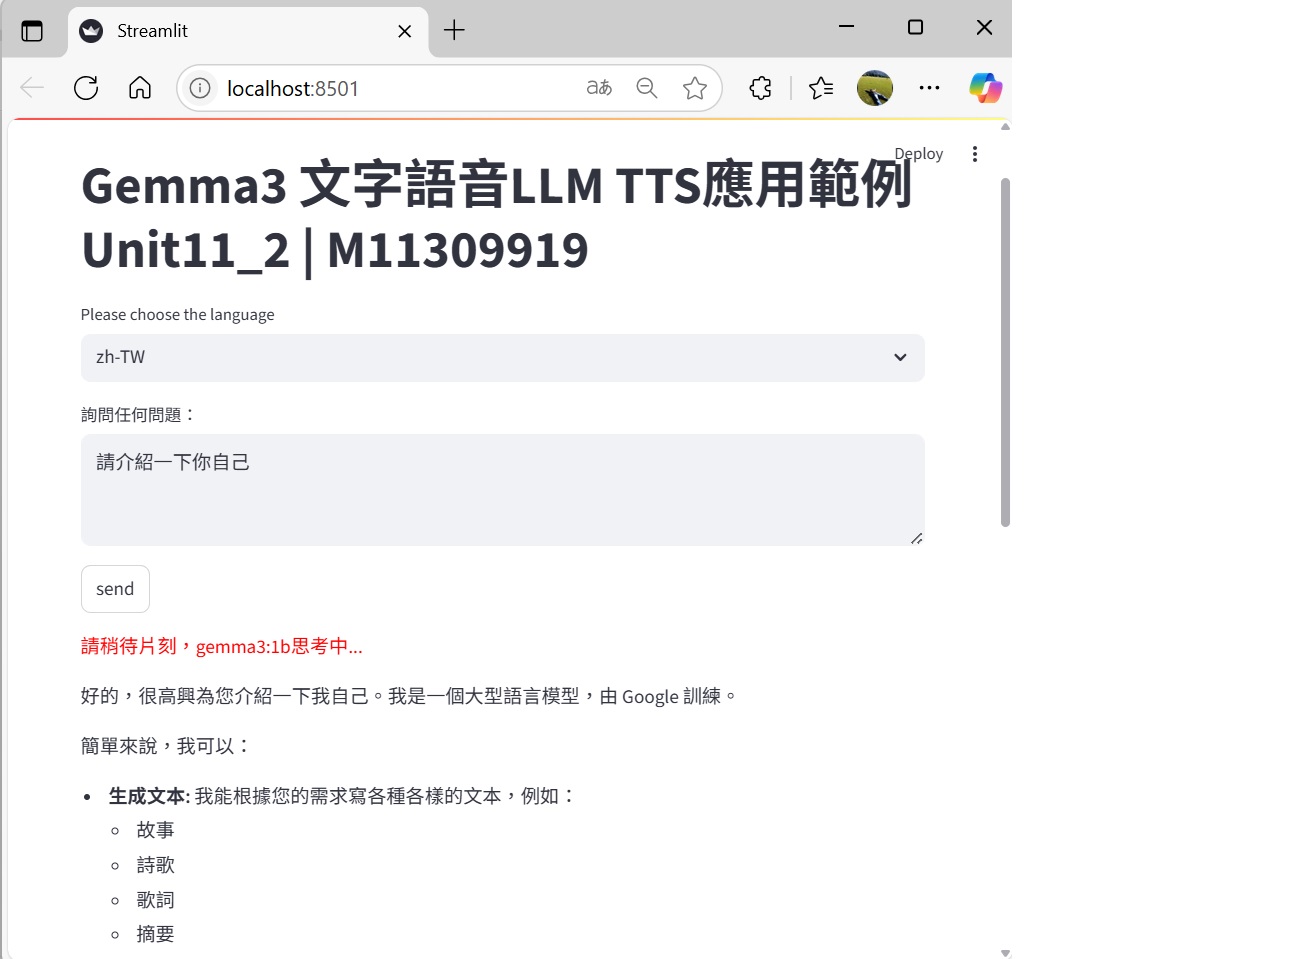 Streamlit
localhost:8501
aあ
Deploy
Gemma3 文字語音LLM TTS應用範例
Unit11_2 | M11309919
Please choose the language
zh-TW
詢問任何問題：
請介紹一下你自己
send
請稍待片刻，gemma3:1b思考中...
好的，很高興為您介紹一下我自己。我是一個大型語言模型，由 Google 訓練。
簡單來說，我可以：
• 生成文本: 我能根據您的需求寫各種各樣的文本，例如：
◦ 故事
◦ 詩歌
◦ 歌詞
◦ 摘要